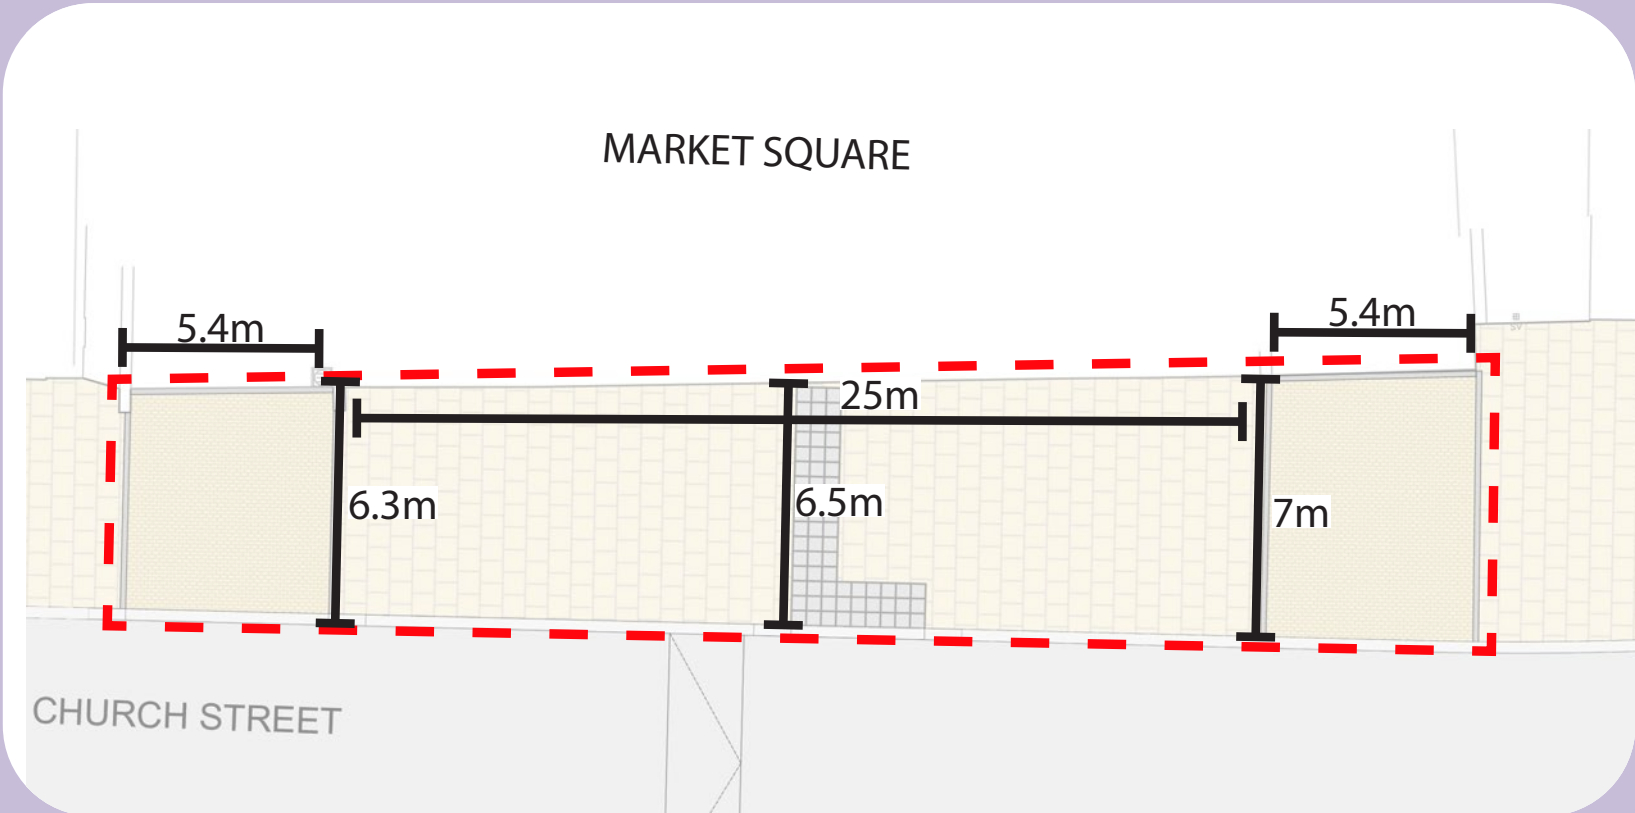 MARKET SQUARE
5.4m
5.4m
25m
6.3m
6.5m
7m
CHURCH STREET